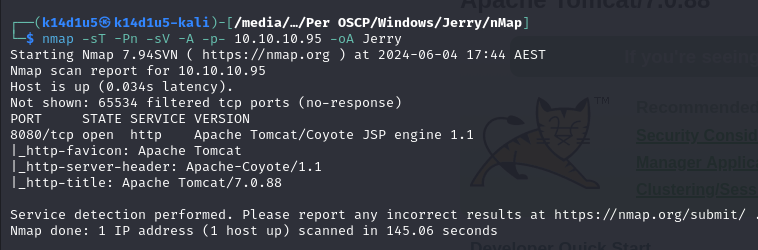 Apache Tomcat/7.0.88
┌──(k14d1u5㉿k14d1u5-kali)-[/media/…/Per OSCP/Windows/Jerry/nMap]
└─$ nmap -sT -Pn -sV -A -p- 10.10.10.95 -oA Jerry
Starting Nmap 7.94SVN ( https://nmap.org ) at 2024-06-04 17:44 AEST
Nmap scan report for 10.10.10.95
Host is up (0.034s latency).
Not shown: 65534 filtered tcp ports (no-response)
PORT     STATE SERVICE VERSION
8080/tcp open  http    Apache Tomcat/Coyote JSP engine 1.1
|_http-favicon: Apache Tomcat
|_http-server-header: Apache-Coyote/1.1
|_http-title: Apache Tomcat/7.0.88
Service detection performed. Please report any incorrect results at https://nmap.org/submit/ .
Nmap done: 1 IP address (1 host up) scanned in 145.06 seconds
If you're seein
TM
Recommended
Security Consid
Manager Applica
Clustering/Sess
Developer Quick Start